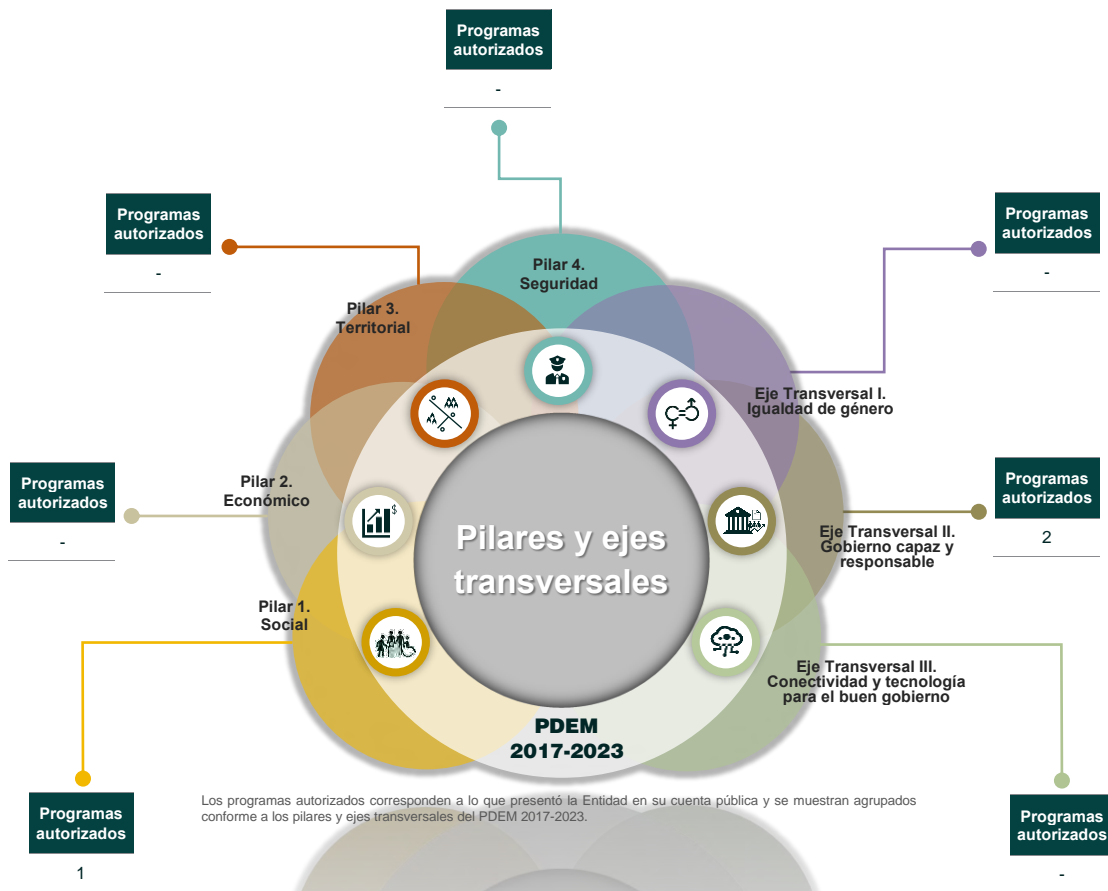 Programas
autorizados
-
Programas
autorizados
-
Programas
autorizados
-
Pilar 4.
Seguridad
Pilar 3.
Territorial
Eje Transversal I.
Igualdad de género
Programas
autorizados
-
Pilar 2.
Económico
$
Programas
autorizados
2
Eje Transversal II.
Gobierno capaz y
responsable
Pilares y ejes
transversales
Pilar 1.
Social
Eje Transversal III.
Conectividad y tecnología
para el buen gobierno
PDEM
2017-2023
Los programas autorizados corresponden a lo que presentó la Entidad en su cuenta pública y se muestran agrupados
conforme a los pilares y ejes transversales del PDEM 2017-2023.
Programas
autorizados
1
Programas
autorizados
-